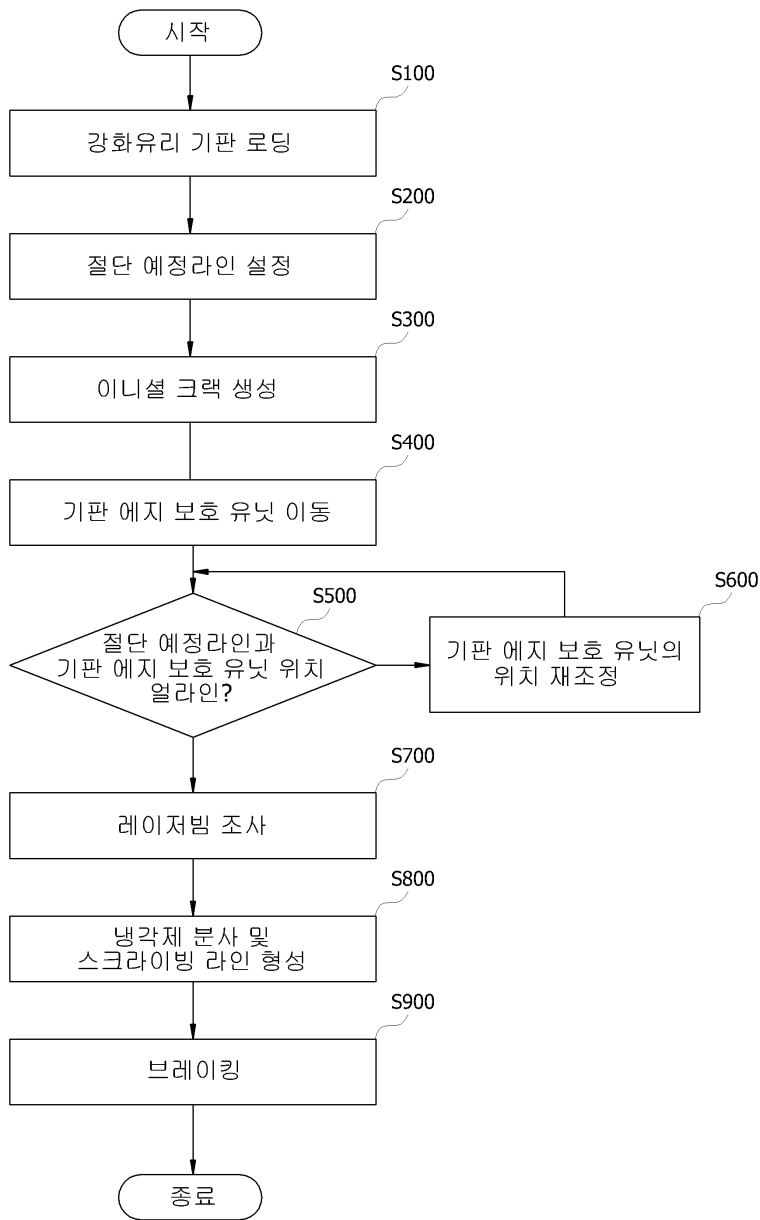 시작
S100
강화유리 기판 로딩
S200
절단 예정라인 설정
S300
이니셜 크랙 생성
S400
기판 에지 보호 유닛 이동
S500
절단 예정라인과
기판 에지 보호 유닛 위치
얼라인?
S600
기판 에지 보호 유닛의
위치 재조정
S700
레이저빔 조사
S800
냉각제 분사 및
스크라이빙 라인 형성
S900
브레이킹
종료